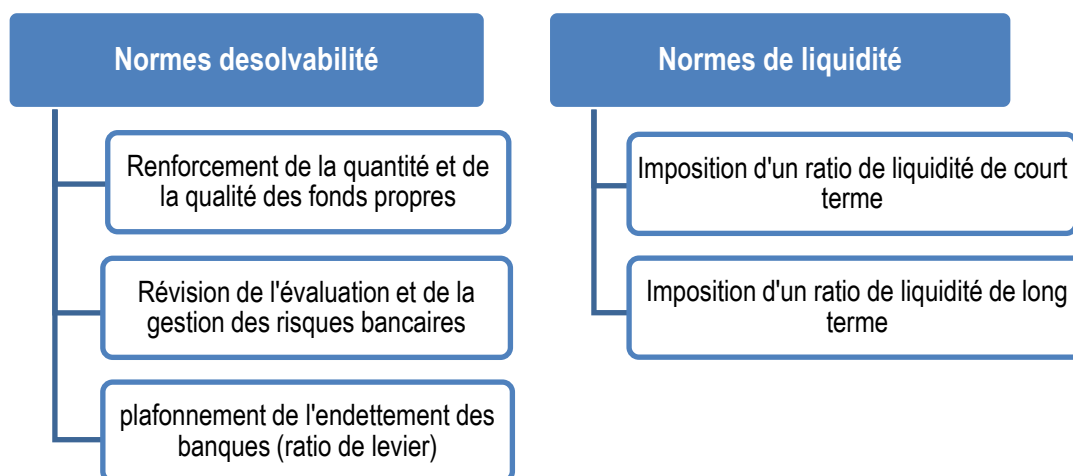 Normes desolvabilité
Renforcement de la quantité et de
la qualité des fonds propres
Révision de l'évaluation et de la
gestion des risques bancaires
plafonnement de l'endettement des
banques (ratio de levier)
Normes de liquidité
Imposition d'un ratio de liquidité de court
terme
Imposition d'un ratio de liquidité de long
terme